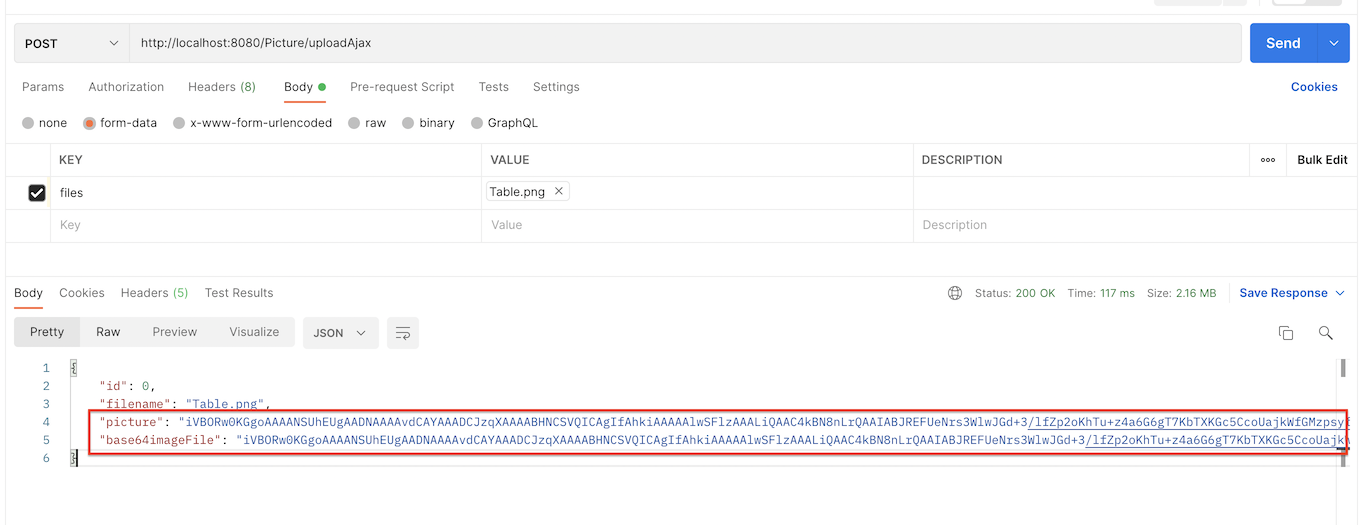 POST http://localhost:8080/Picture/uploadAjax Send
Params Authorization Headers (8) Body Pre-request Script Tests Settings Cookies
none form-data x-www-form-urlencoded raw binary GraphQL
KEY VALUE DESCRIPTION ooo Bulk Edit
files Table.png ×
Key Value Description
Body Cookies Headers (5) Test Results Status: 200 OK Time: 117 ms Size: 2.16 MB Save Response
Pretty Raw Preview Visualize JSON
1 {
2 "id": 0,
3 "filename": "Table.png",
4 "picture": "iVBORw0KGgoAAAANSUhEUgAADNAAAAvdCAYAAADCJzqXAAAABHNCSVQICAgIfAhkiAAAAAlwSFlzAAALiQAAC4kBN8nLrQAAIABJREFUeNrs3WlwJGd+3/lfZp2oKhTu+z4a6G6gT7KbTXKGc5CcoUajkWfGMzpsyf
5 "base64imageFile": "iVBORw0KGgoAAAANSUhEUgAADNAAAAvdCAYAAADCJzqXAAAABHNCSVQICAgIfAhkiAAAAAlwSFlzAAALiQAAC4kBN8nLrQAAIABJREFUeNrs3WlwJGd+3/lfZp2oKhTu+z4a6G6gT7KbTXKGc5CcoUajk
6 }